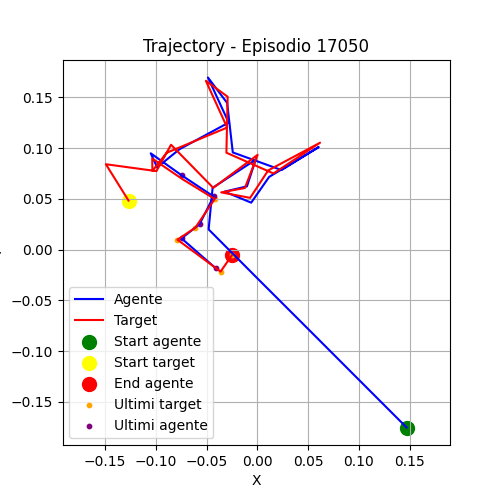 Trajectory - Episodio 17050
0.15
0.10
0.05
0.00
−0.05
−0.10
−0.15
Agente
Target
Start agente
Start target
End agente
Ultimi target
Ultimi agente
−0.15 −0.10 −0.05 0.00 0.05 0.10 0.15
X